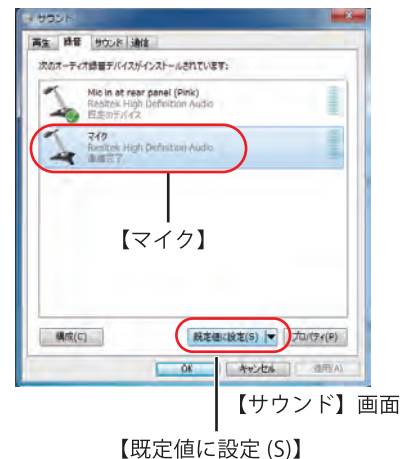 サウンド
再生 録音 サウンド 通信
次のオーディオ録音デバイスがインストールされています:
Mic in at rear panel (Pink)
Realtek High Definition Audio
既定のデバイス
マイク
Realtek High Definition Audio
準備完了
【マイク】
構成(C)
既定値に設定(S)
プロパティ(P)
OK
キャンセル
適用(A)
【サウンド】画面
【既定値に設定 (S)】